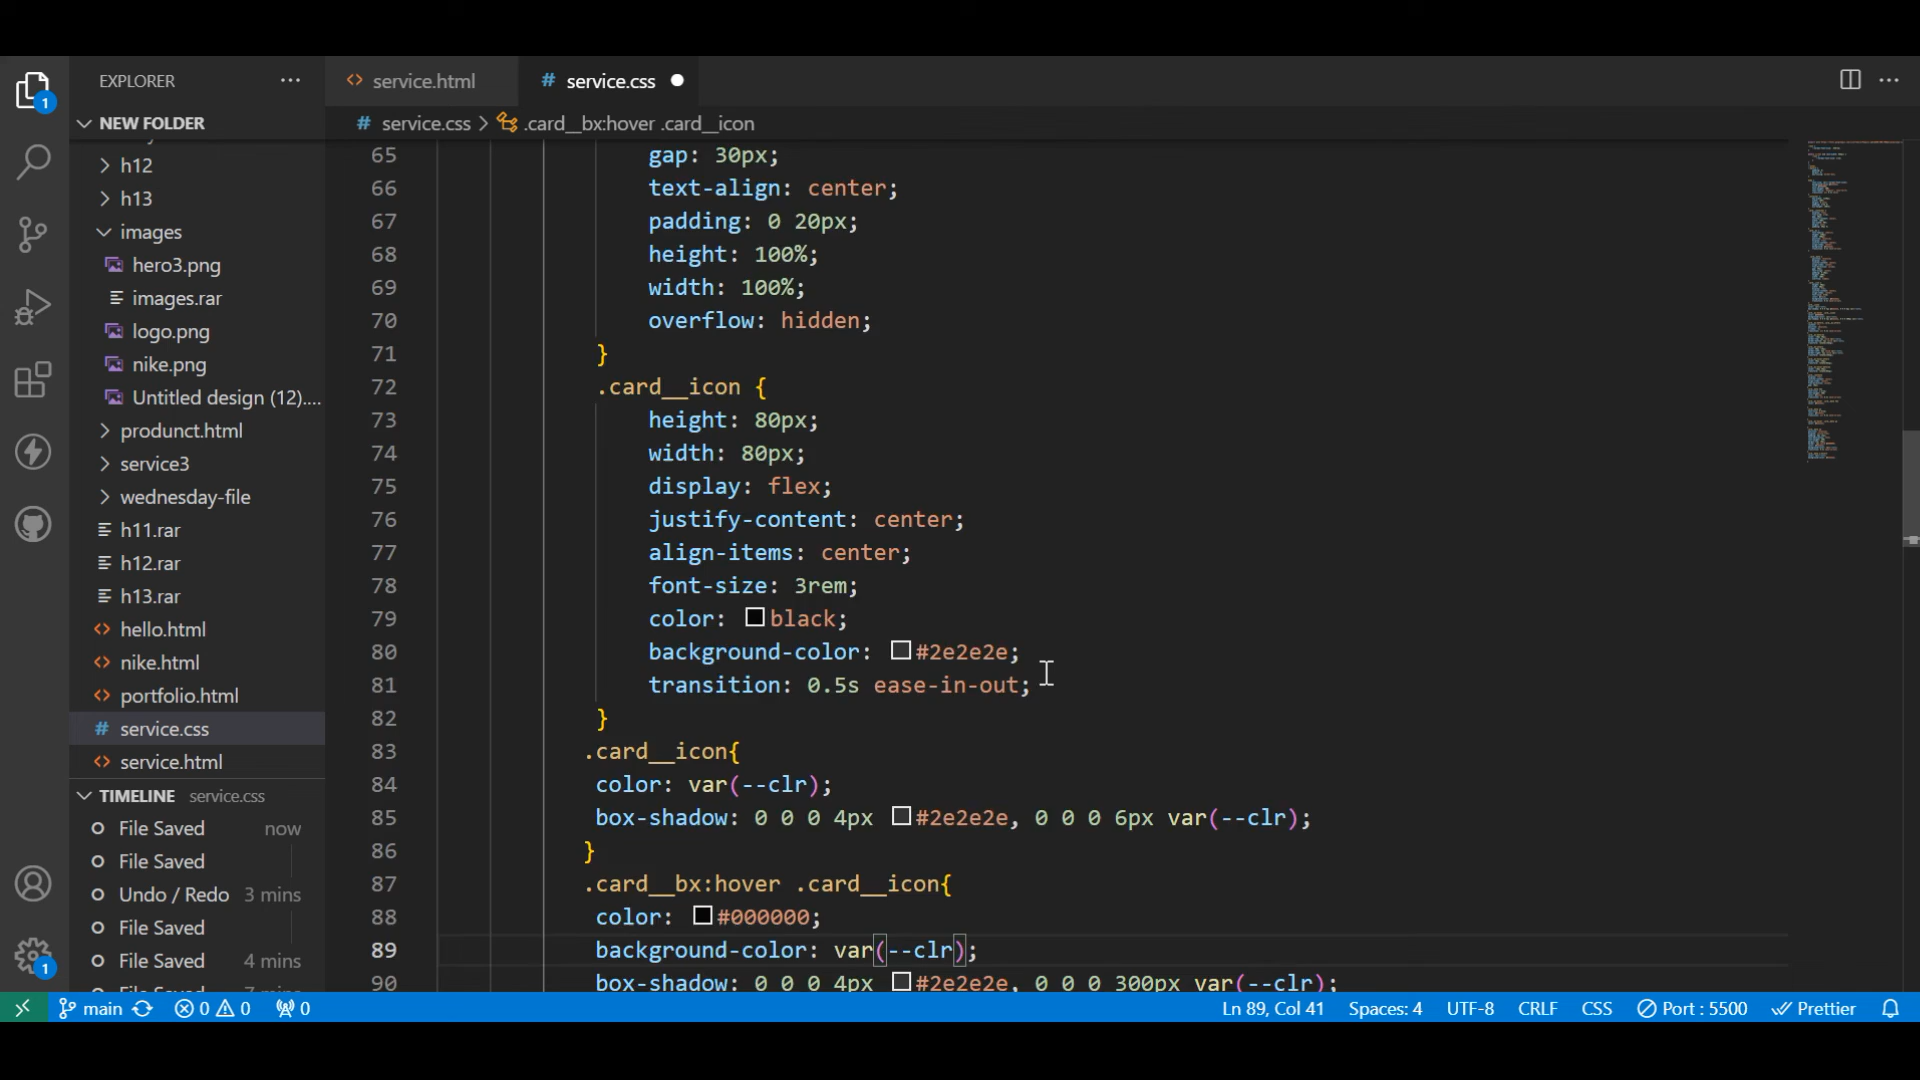 EXPLORER
NEW FOLDER
h12
h13
images
hero3.png
images.rar
logo.png
nike.png
Untitled design (12)....
produnct.html
service3
wednesday-file
h11.rar
h12.rar
h13.rar
hello.html
nike.html
portfolio.html
service.css
service.html
TIMELINE service.css
File Saved now
File Saved
Undo / Redo 3 mins
File Saved
File Saved 4 mins
1
1
service.html
service.css
service.css > .card__bx:hover .card__icon
65 gap: 30px;
66 text-align: center;
67 padding: 0 20px;
68 height: 100%;
69 width: 100%;
70 overflow: hidden;
71 }
72 .card__icon {
73 height: 80px;
74 width: 80px;
75 display: flex;
76 justify-content: center;
77 align-items: center;
78 font-size: 3rem;
79 color: black;
80 background-color: #2e2e2e;
81 transition: 0.5s ease-in-out;
82 }
83 .card__icon{
84 color: var(--clr);
85 box-shadow: 0 0 0 4px #2e2e2e, 0 0 0 6px var(--clr);
86 }
87 .card__bx:hover .card__icon{
88 color: #000000;
89 background-color: var(--clr);
90 box-shadow: 0 0 0 4px #2e2e2e, 0 0 0 300px var(--clr);
main 0 0 0 Ln 89, Col 41 Spaces: 4 UTF-8 CRLF CSS Port : 5500 Prettier